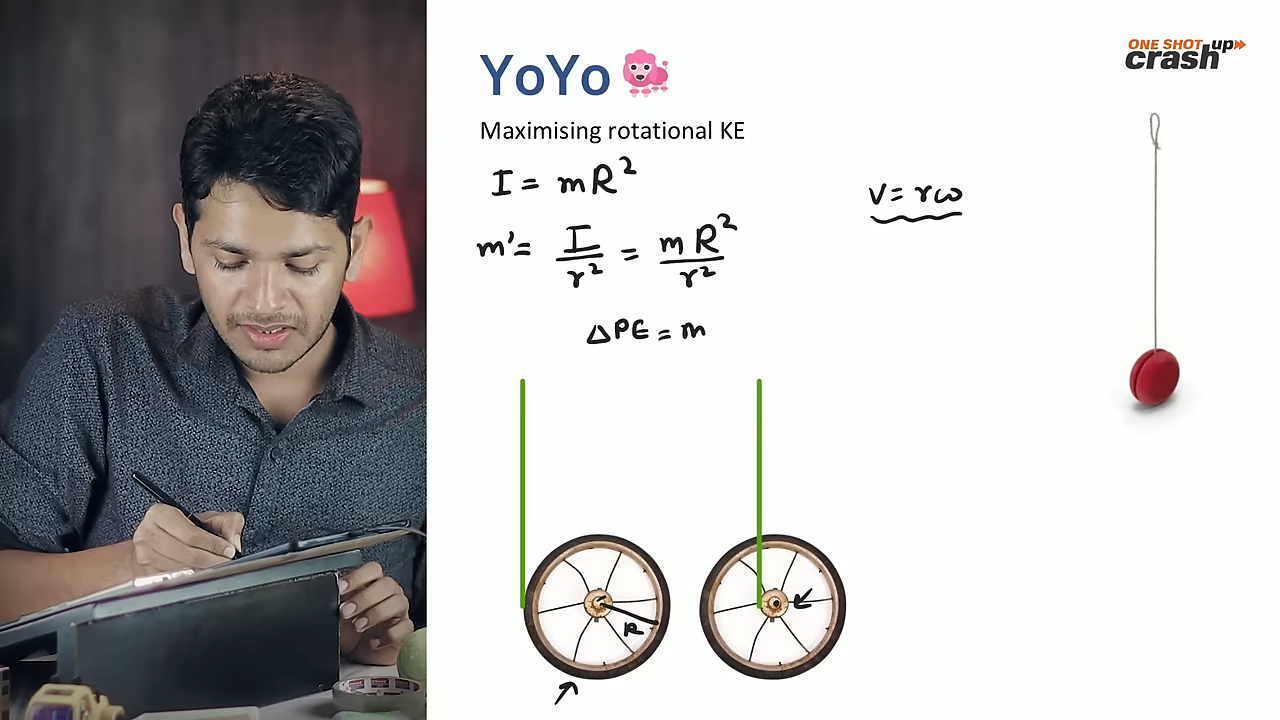 YoYo
ONE SHOT up
crash
Maximising rotational KE
I = mR²
v = rω
m' = I/r² = mR²/r²
ΔPE = m
R